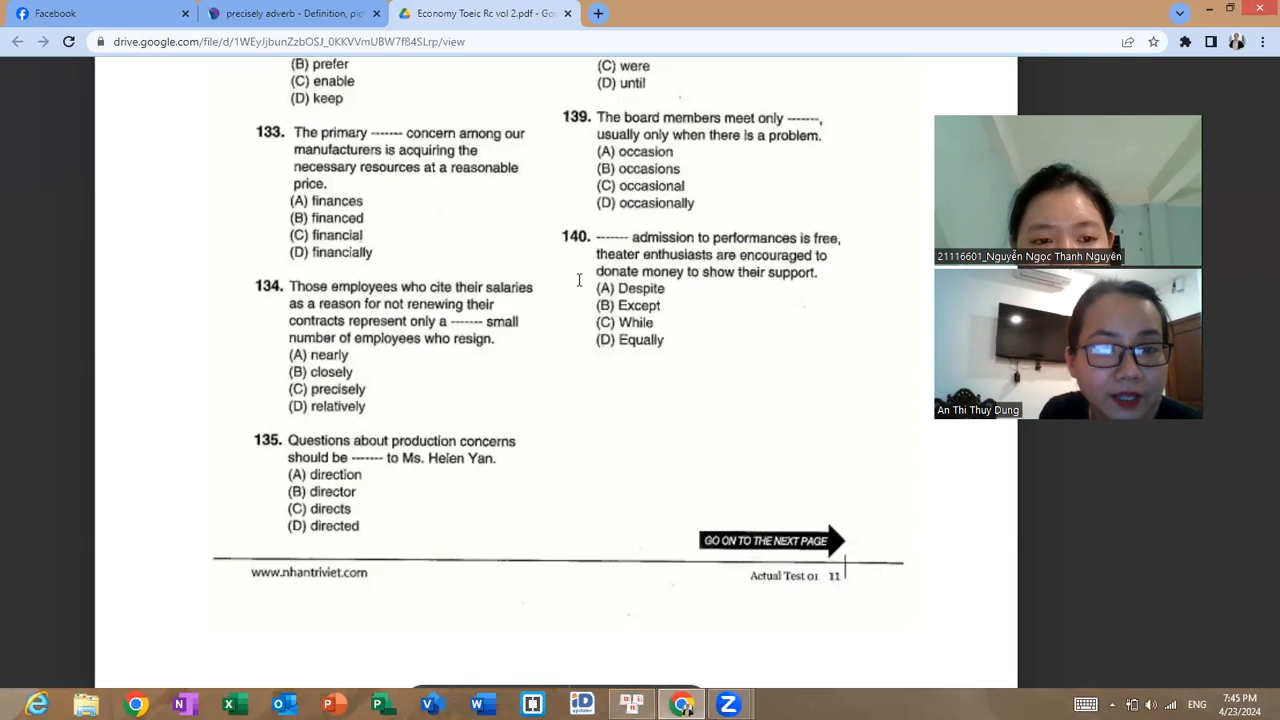 Facebook
precisely adverb - Definition, pic
Economy Toeic Rc vol 2.pdf - Go
drive.google.com/file/d/1WEyJjbunZzbOSJ_0KKVVmUBW7f84SLrp/view
(B) prefer
(C) enable
(D) keep
133. The primary ------- concern among our
manufacturers is acquiring the
necessary resources at a reasonable
price.
(A) finances
(B) financed
(C) financial
(D) financially
134. Those employees who cite their salaries
as a reason for not renewing their
contracts represent only a ------- small
number of employees who resign.
(A) nearly
(B) closely
(C) precisely
(D) relatively
135. Questions about production concerns
should be ------- to Ms. Helen Yan.
(A) direction
(B) director
(C) directs
(D) directed
(C) were
(D) until
139. The board members meet only -------,
usually only when there is a problem.
(A) occasion
(B) occasions
(C) occasional
(D) occasionally
140. ------- admission to performances is free,
theater enthusiasts are encouraged to
donate money to show their support.
(A) Despite
(B) Except
(C) While
(D) Equally
GO ON TO THE NEXT PAGE
www.nhantriviet.com
Actual Test 01 11
21116601_Nguyễn Ngọc Thanh Nguyên
An Thi Thuy Dung
ENG
7:45 PM
4/23/2024